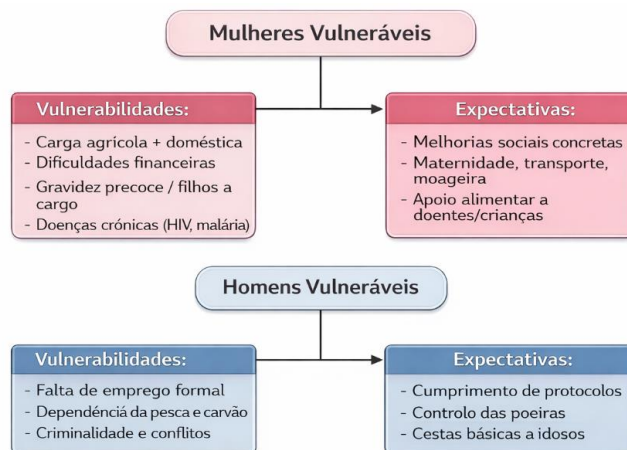 Mulheres Vulneráveis
Vulnerabilidades:
- Carga agrícola + doméstica
- Dificuldades financeiras
- Gravidez precoce / filhos a
cargo
- Doenças crónicas (HIV, malária)
Expectativas:
- Melhorias sociais concretas
- Maternidade, transporte,
moageira
- Apoio alimentar a
doentes/crianças
Homens Vulneráveis
Vulnerabilidades:
- Falta de emprego formal
- Dependénciá da pesca e carvão
- Criminalidade e conflitos
Expectativas:
- Cumprimento de protocolos
- Controlo das poeiras
- Cestas básicas a idosos